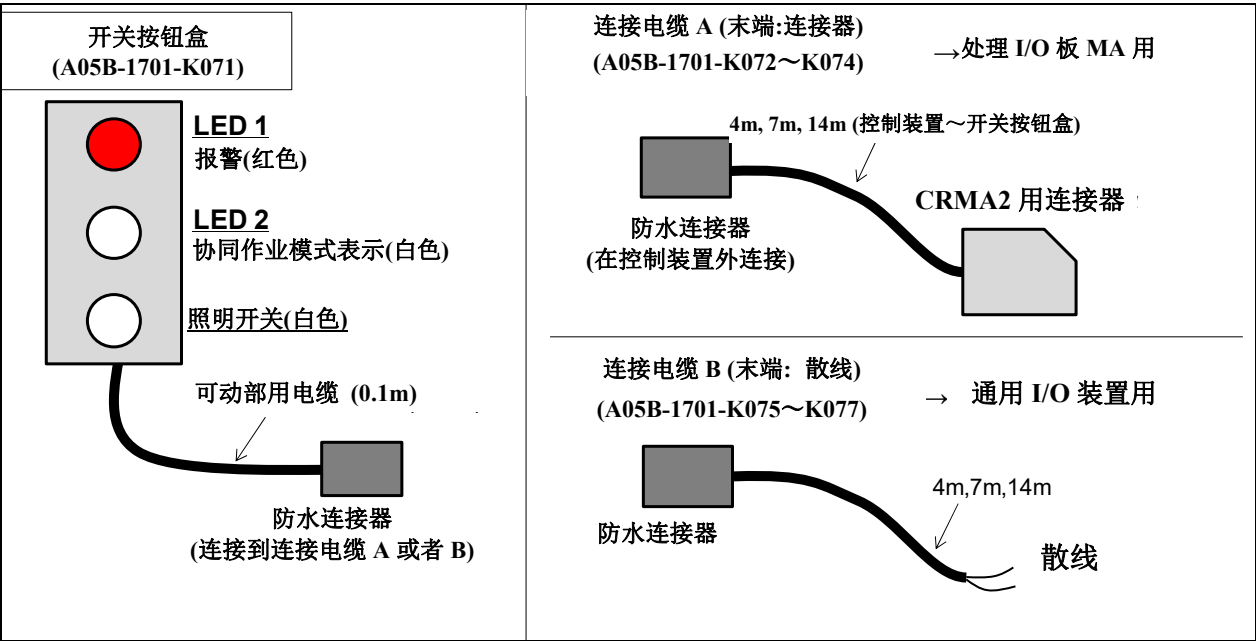 开关按钮盒
(A05B-1701-K071)
LED 1
报警(红色)
LED 2
协同作业模式表示(白色)
照明开关(白色)
可动部用电缆 (0.1m)
防水连接器
(连接到连接电缆 A 或者 B)
连接电缆 A (末端:连接器)
(A05B-1701-K072～K074)
→处理 I/O 板 MA 用
4m, 7m, 14m (控制装置～开关按钮盒)
CRMA2 用连接器
防水连接器
(在控制装置外连接)
连接电缆 B (末端: 散线)
(A05B-1701-K075～K077)
→ 通用 I/O 装置用
4m,7m,14m
防水连接器
散线